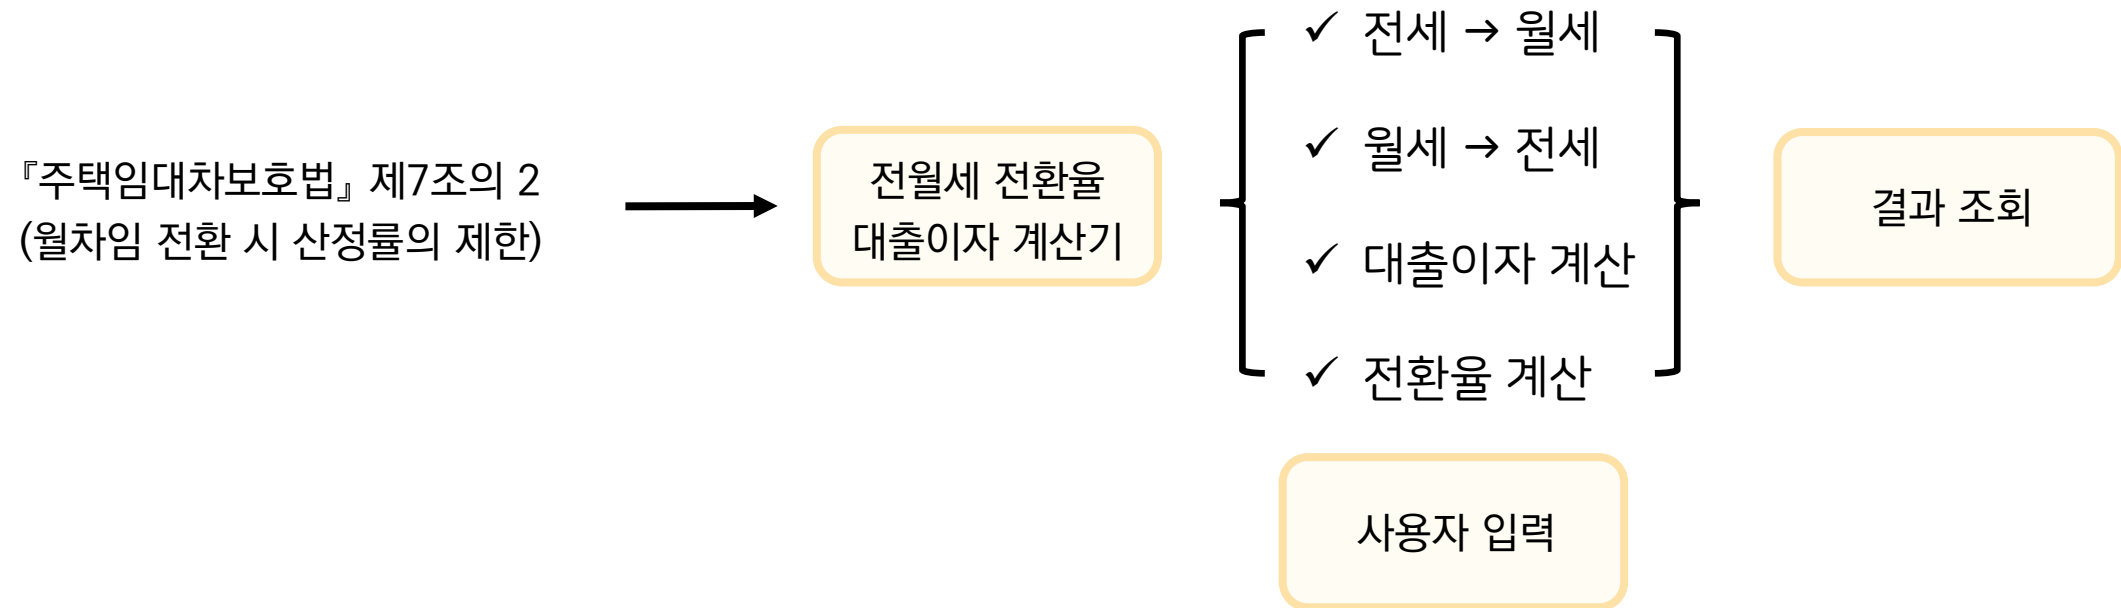 『주택임대차보호법』 제7조의 2
(월차임 전환 시 산정률의 제한)
전월세 전환율
대출이자 계산기
✓ 전세 → 월세
✓ 월세 → 전세
✓ 대출이자 계산
✓ 전환율 계산
사용자 입력
결과 조회